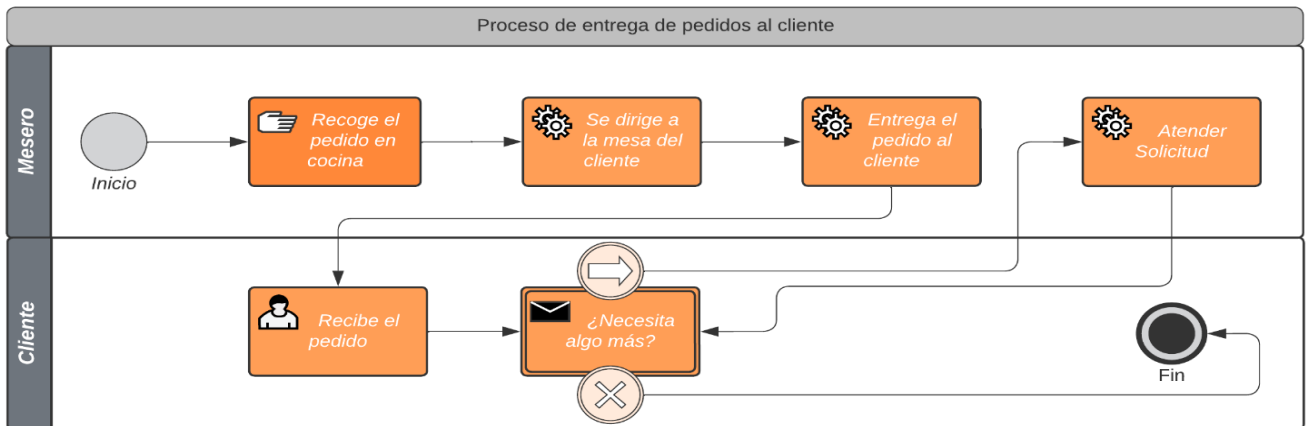 Proceso de entrega de pedidos al cliente
Mesero
Inicio
Recoge el
pedido en
cocina
Se dirige a
la mesa del
cliente
Entrega el
pedido al
cliente
Atender
Solicitud
Cliente
Recibe el
pedido
¿Necesita
algo más?
Fin